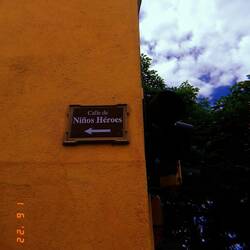 Calle de
Niños Héroes
22.9.1